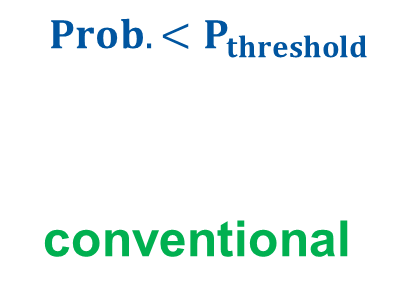 Prob. < P_threshold
conventional